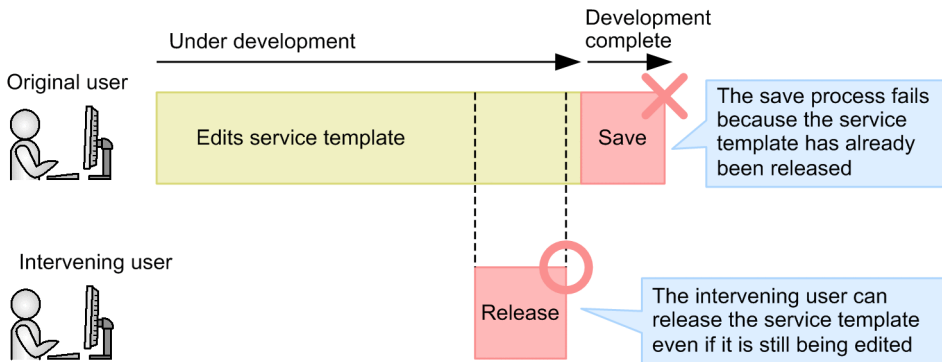 Under development
Development
complete
Original user
Edits service template
Save
The save process fails
because the service
template has already
been released
Intervening user
Release
The intervening user can
release the service template
even if it is still being edited